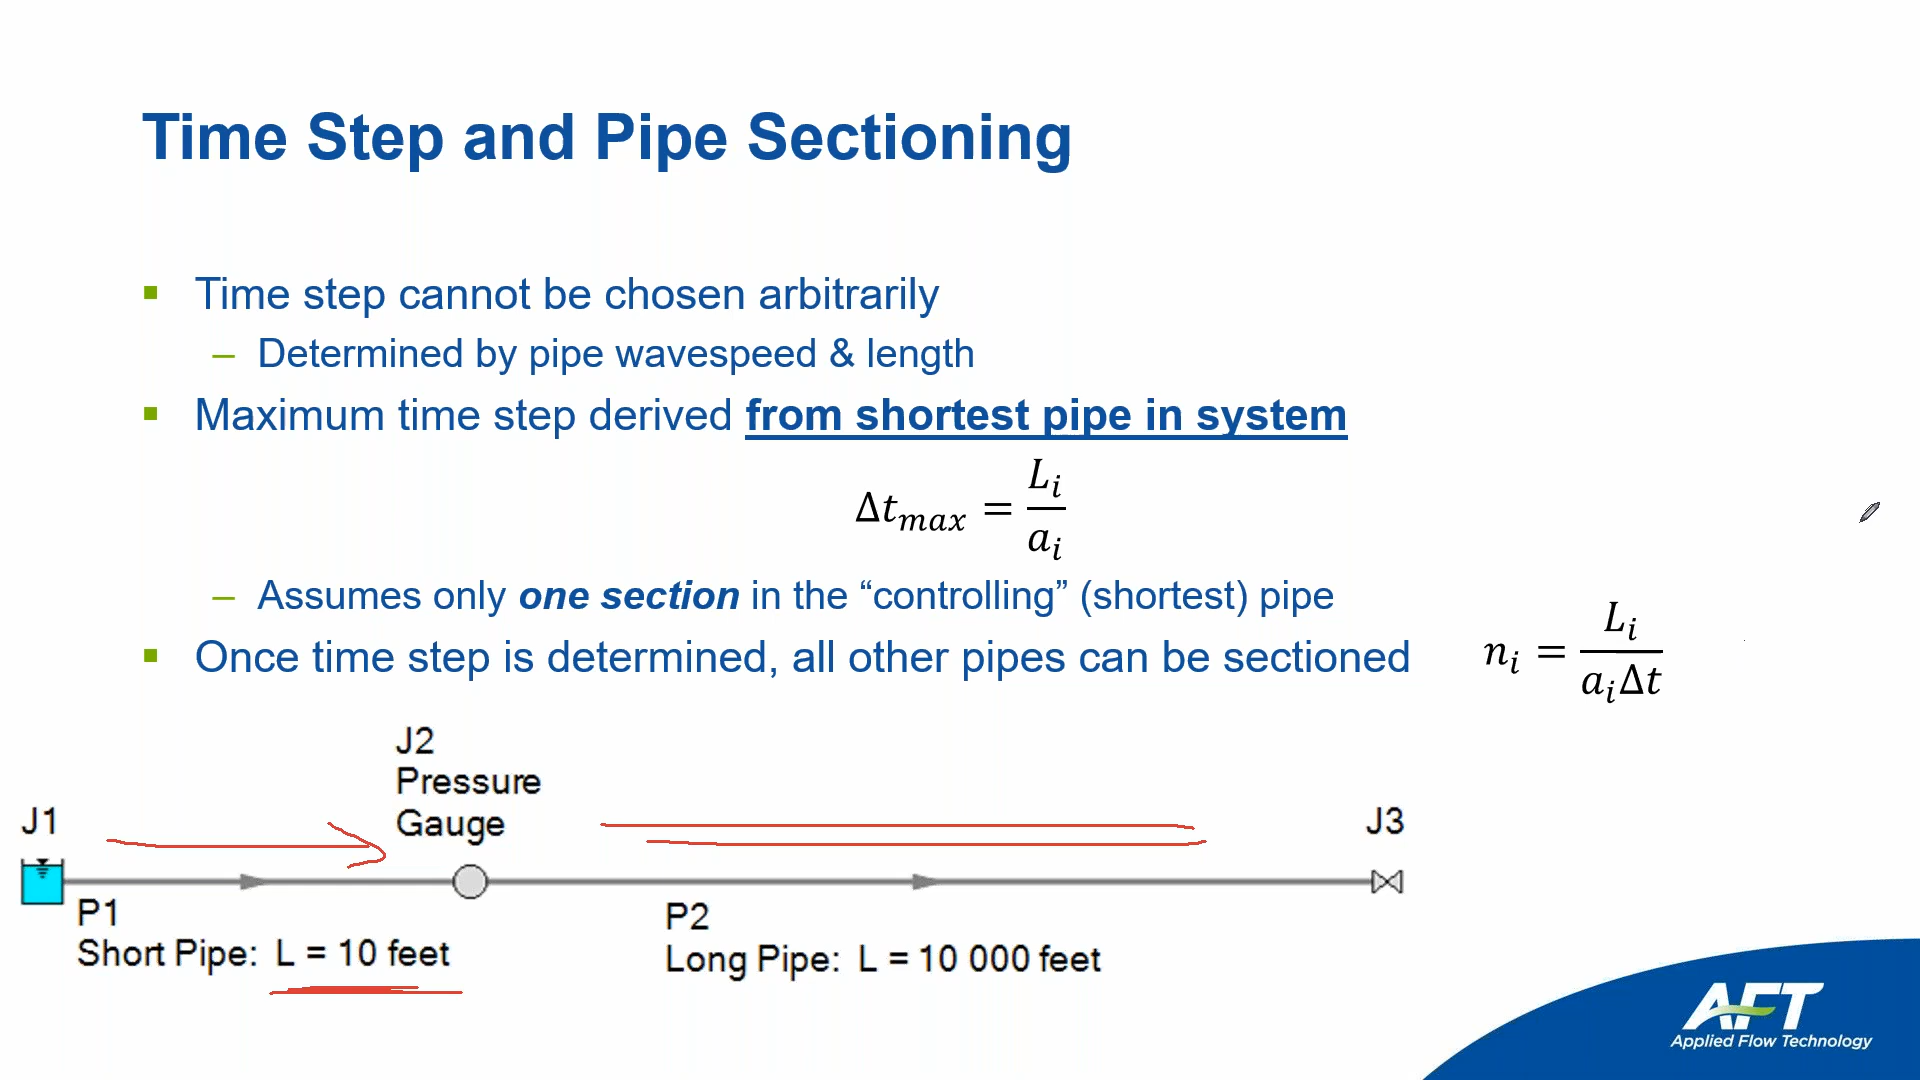 Time Step and Pipe Sectioning
▪ Time step cannot be chosen arbitrarily
– Determined by pipe wavespeed & length
▪ Maximum time step derived from shortest pipe in system
Δt_max = L_i / a_i
– Assumes only one section in the “controlling” (shortest) pipe
▪ Once time step is determined, all other pipes can be sectioned
n_i = L_i / a_iΔt
J1
J2
Pressure
Gauge
J3
P1
Short Pipe: L = 10 feet
P2
Long Pipe: L = 10 000 feet
AFT
Applied Flow Technology